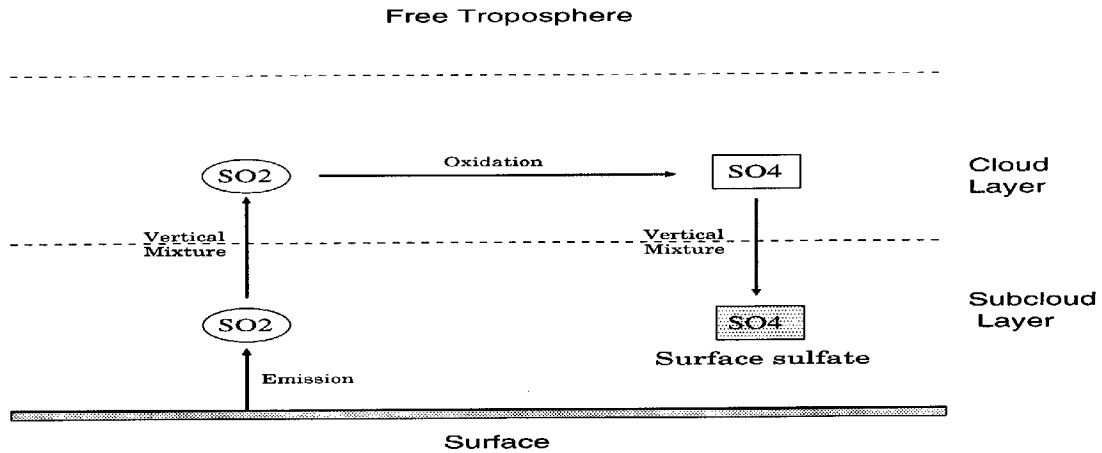 Free Troposphere
SO2
Oxidation
SO4
Cloud
Layer
Vertical
Mixture
Vertical
Mixture
SO2
SO4
Subcloud
Layer
Surface sulfate
Emission
Surface